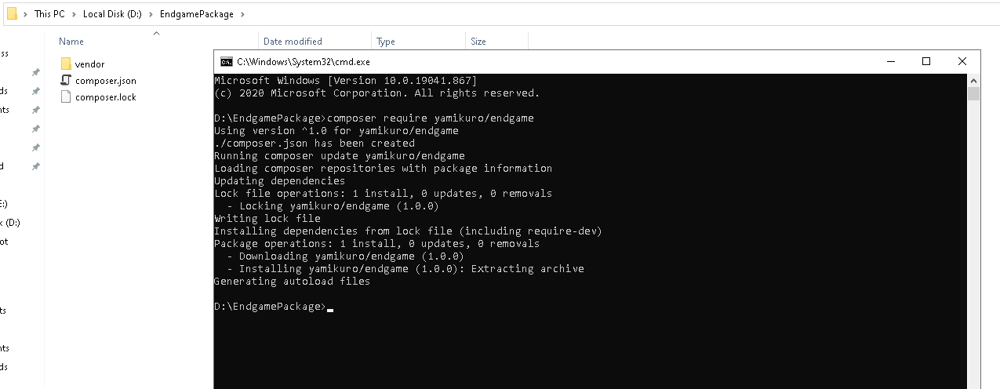 This PC > Local Disk (D:) > EndgamePackage >
Name
Date modified
Type
Size
vendor
composer.json
composer.lock
ss
ds
nts
d
E:)
k (D:)
ot
ts
nts
ds
C:\Windows\System32\cmd.exe
Microsoft Windows [Version 10.0.19041.867]
(c) 2020 Microsoft Corporation. All rights reserved.
D:\EndgamePackage>composer require yamikuro/endgame
Using version ^1.0 for yamikuro/endgame
./composer.json has been created
Running composer update yamikuro/endgame
Loading composer repositories with package information
Updating dependencies
Lock file operations: 1 install, 0 updates, 0 removals
  - Locking yamikuro/endgame (1.0.0)
Writing lock file
Installing dependencies from lock file (including require-dev)
Package operations: 1 install, 0 updates, 0 removals
  - Downloading yamikuro/endgame (1.0.0)
  - Installing yamikuro/endgame (1.0.0): Extracting archive
Generating autoload files
D:\EndgamePackage>